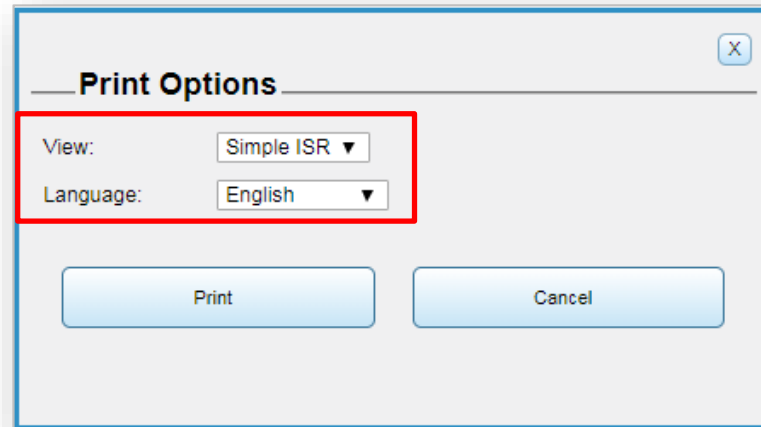 X
Print Options
View: Simple ISR ▼
Language: English ▼
Print Cancel